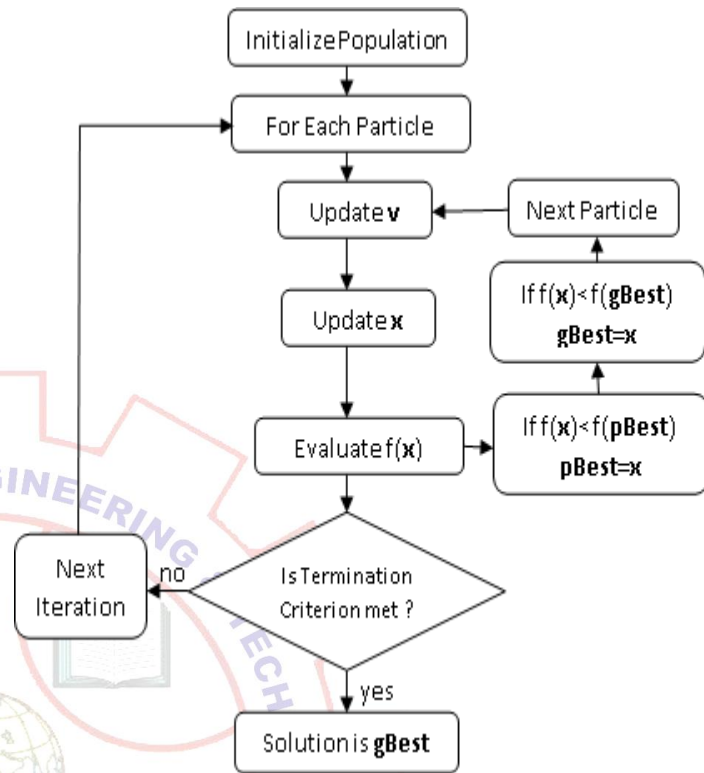 Initialize Population
For Each Particle
Update v
Next Particle
If f(x)<f(gBest)
gBest=x
Update x
If f(x)<f(pBest)
pBest=x
Evaluate f(x)
Is Termination
Criterion met ?
no
Next
Iteration
yes
Solution is gBest